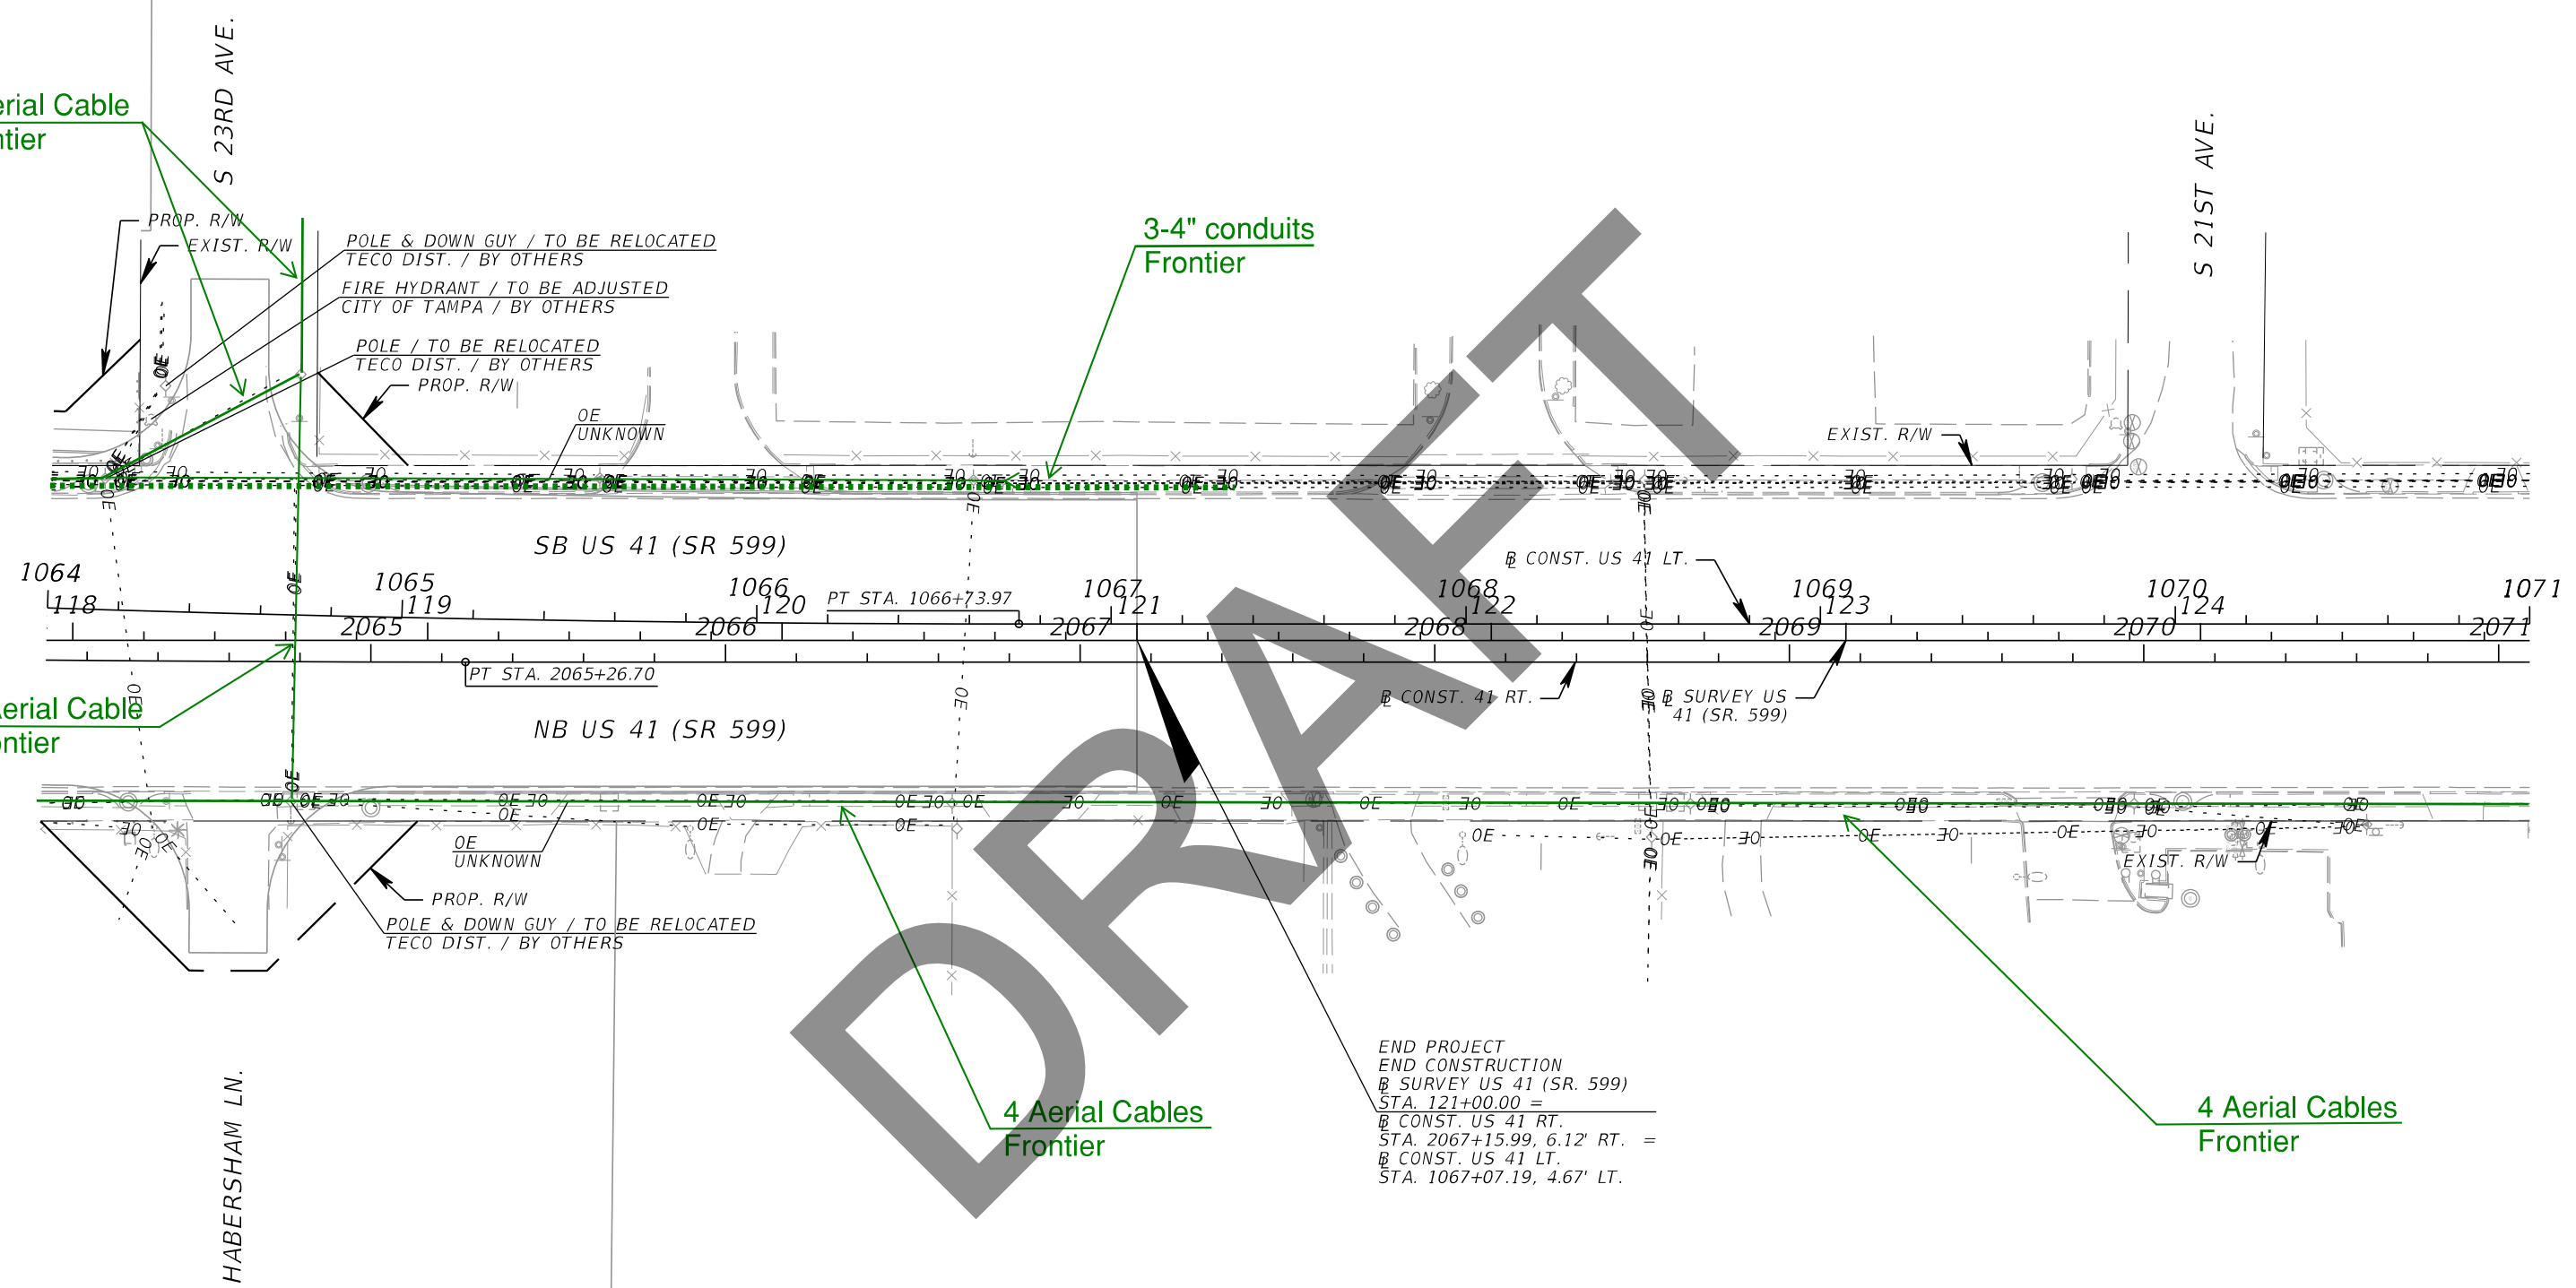 S 23RD AVE.
S 21ST AVE.
erial Cable
ntier
PROP. R/W
EXIST. R/W
POLE & DOWN GUY / TO BE RELOCATED
TECO DIST. / BY OTHERS
FIRE HYDRANT / TO BE ADJUSTED
CITY OF TAMPA / BY OTHERS
POLE / TO BE RELOCATED
TECO DIST. / BY OTHERS
PROP. R/W
3-4" conduits
Frontier
OE
UNKNOWN
EXIST. R/W
SB US 41 (SR 599)
B CONST. US 41 LT.
1064 1065 1066 1067 1068 1069 1070 1071
118 119 120 121 122 123 124
PT STA. 1066+73.97
2065 2066 2067 2068 2069 2070 2071
PT STA. 2065+26.70
B CONST. 41 RT.
B SURVEY US
41 (SR. 599)
erial Cable
ntier
NB US 41 (SR 599)
OE
UNKNOWN
EXIST. R/W
PROP. R/W
POLE & DOWN GUY / TO BE RELOCATED
TECO DIST. / BY OTHERS
DRAFT
HABERSHAM LN.
4 Aerial Cables
Frontier
END PROJECT
END CONSTRUCTION
B SURVEY US 41 (SR. 599)
STA. 121+00.00 =
B CONST. US 41 RT.
STA. 2067+15.99, 6.12' RT. =
B CONST. US 41 LT.
STA. 1067+07.19, 4.67' LT.
4 Aerial Cables
Frontier